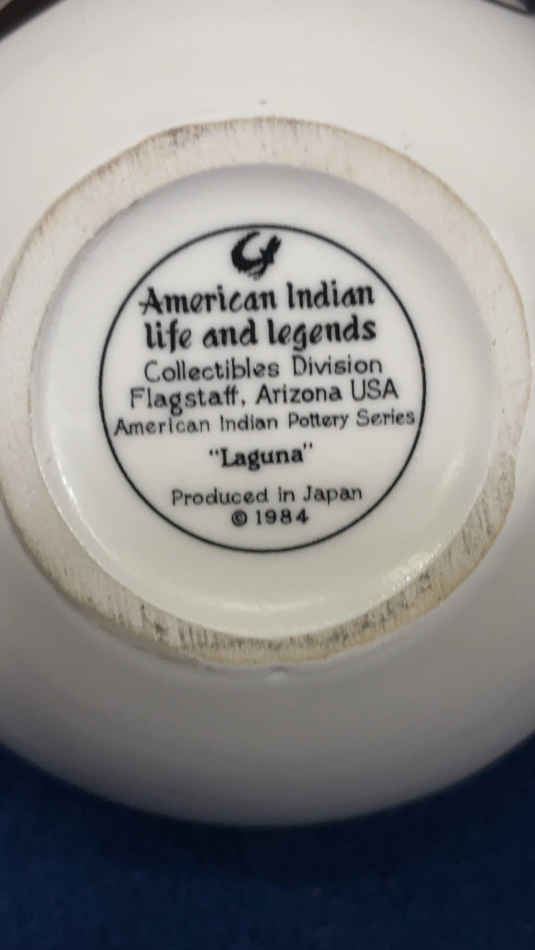 American Indian
life and legends
Collectibles Division
Flagstaff, Arizona USA
American Indian Pottery Series
"Laguna"
Produced in Japan
© 1984